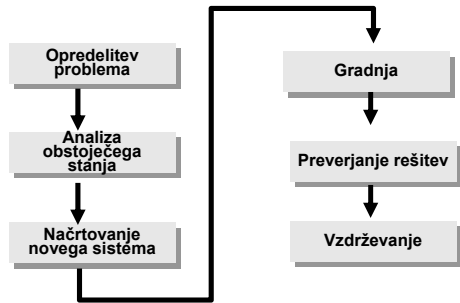 Opredelitev
problema
Analiza
obstoječega
stanja
Načrtovanje
novega sistema
Gradnja
Preverjanje rešitev
Vzdrževanje